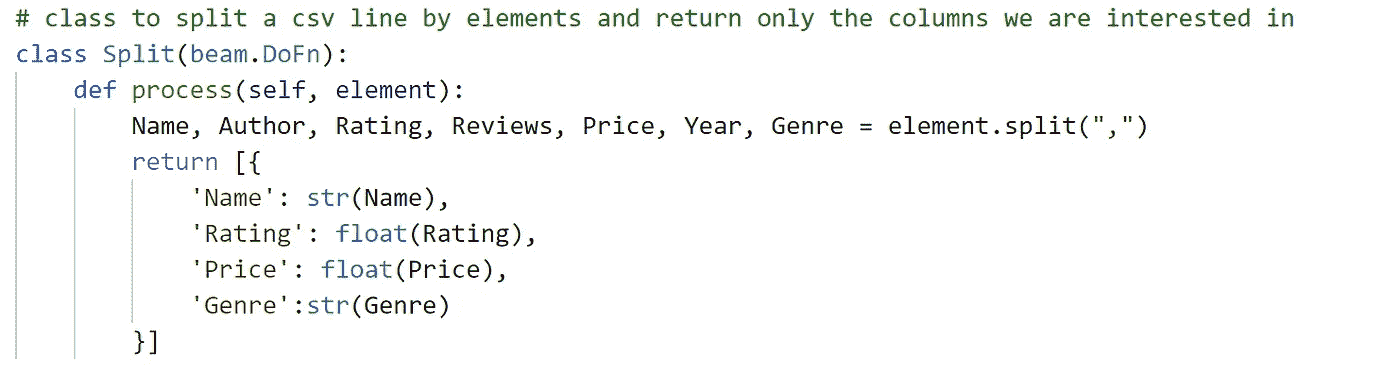 # class to split a csv line by elements and return only the columns we are interested in
class Split(beam.DoFn):
    def process(self, element):
        Name, Author, Rating, Reviews, Price, Year, Genre = element.split(",")
        return [{
            'Name': str(Name),
            'Rating': float(Rating),
            'Price': float(Price),
            'Genre':str(Genre)
        }]